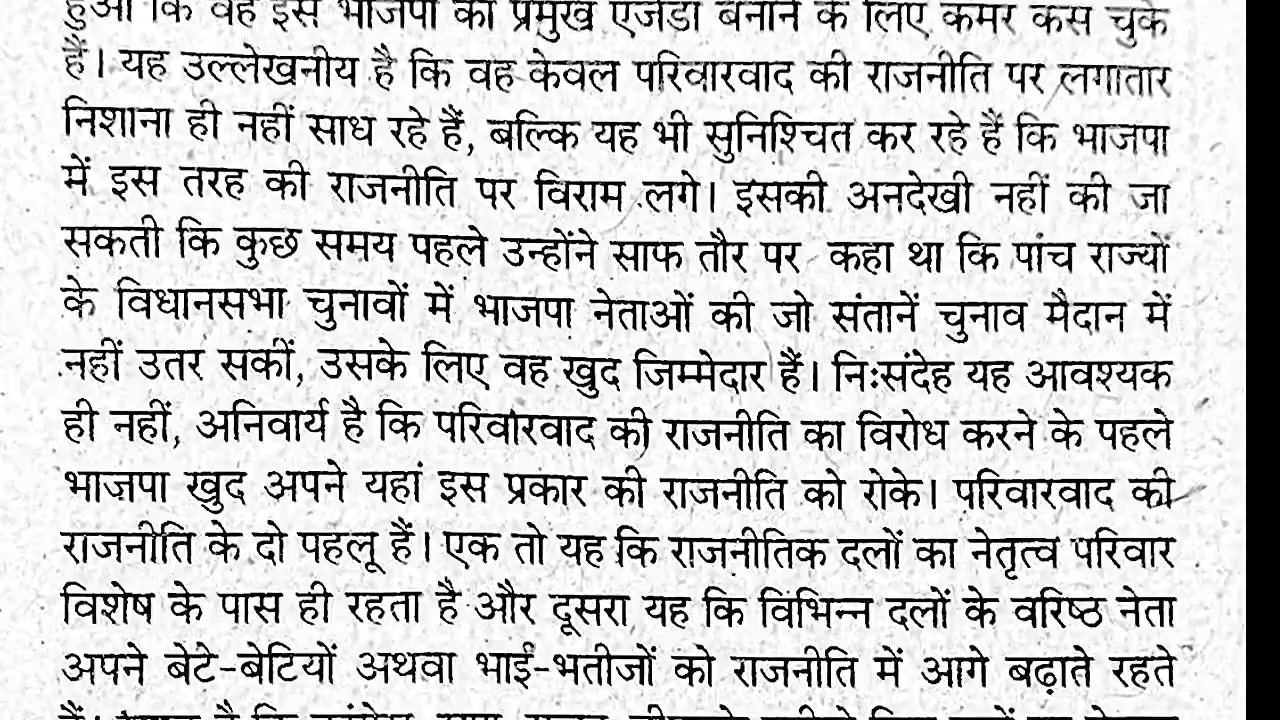 हुआ कि वह इसे भाजपा का प्रमुख एजेंडा बनाने के लिए कमर कस चुके
हैं। यह उल्लेखनीय है कि वह केवल परिवारवाद की राजनीति पर लगातार
निशाना ही नहीं साध रहे हैं, बल्कि यह भी सुनिश्चित कर रहे हैं कि भाजपा
में इस तरह की राजनीति पर विराम लगे। इसकी अनदेखी नहीं की जा
सकती कि कुछ समय पहले उन्होंने साफ तौर पर कहा था कि पांच राज्यों
के विधानसभा चुनावों में भाजपा नेताओं की जो संतानें चुनाव मैदान में
नहीं उतर सकीं, उसके लिए वह खुद जिम्मेदार हैं। निःसंदेह यह आवश्यक
ही नहीं, अनिवार्य है कि परिवारवाद की राजनीति का विरोध करने के पहले
भाजपा खुद अपने यहां इस प्रकार की राजनीति को रोके। परिवारवाद की
राजनीति के दो पहलू हैं। एक तो यह कि राजनीतिक दलों का नेतृत्व परिवार
विशेष के पास ही रहता है और दूसरा यह कि विभिन्न दलों के वरिष्ठ नेता
अपने बेटे-बेटियों अथवा भाई-भतीजों को राजनीति में आगे बढ़ाते रहते
हैं।